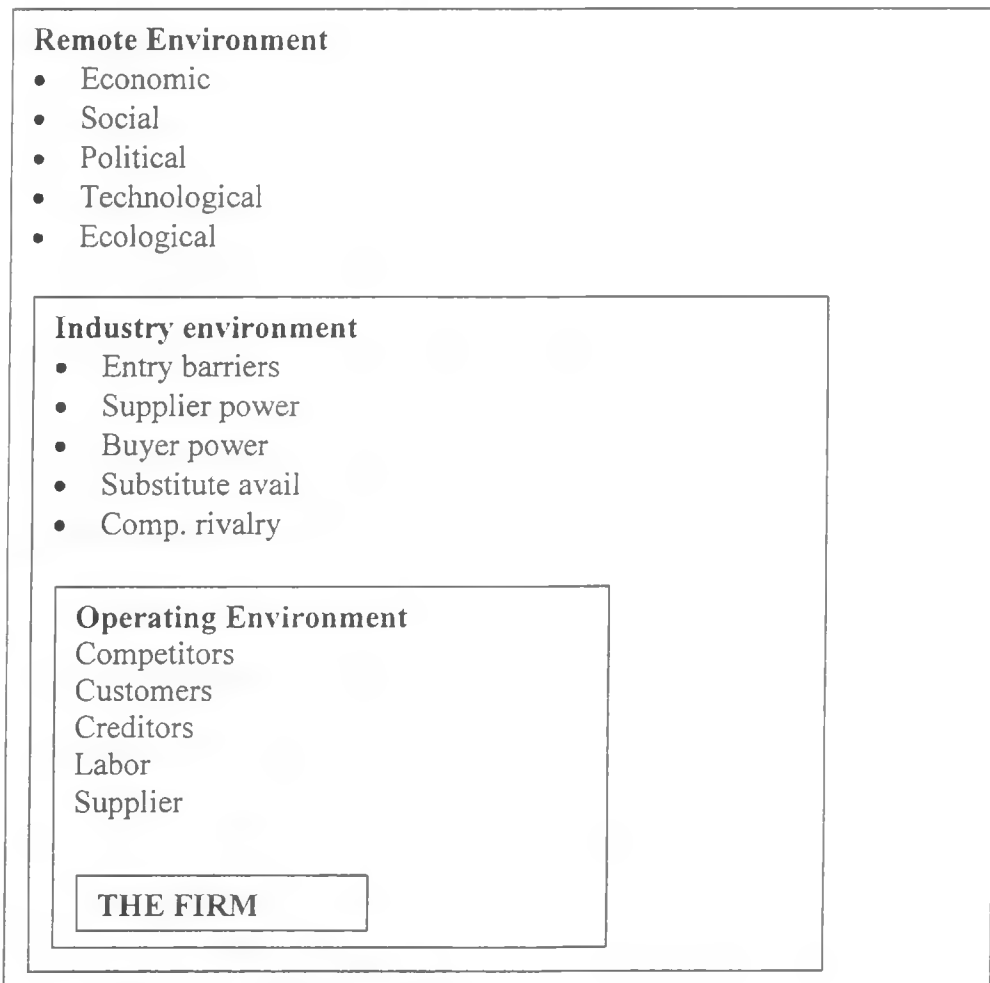 Remote Environment
• Economic
• Social
• Political
• Technological
• Ecological
Industry environment
• Entry barriers
• Supplier power
• Buyer power
• Substitute avail
• Comp. rivalry
Operating Environment
Competitors
Customers
Creditors
Labor
Supplier
THE FIRM